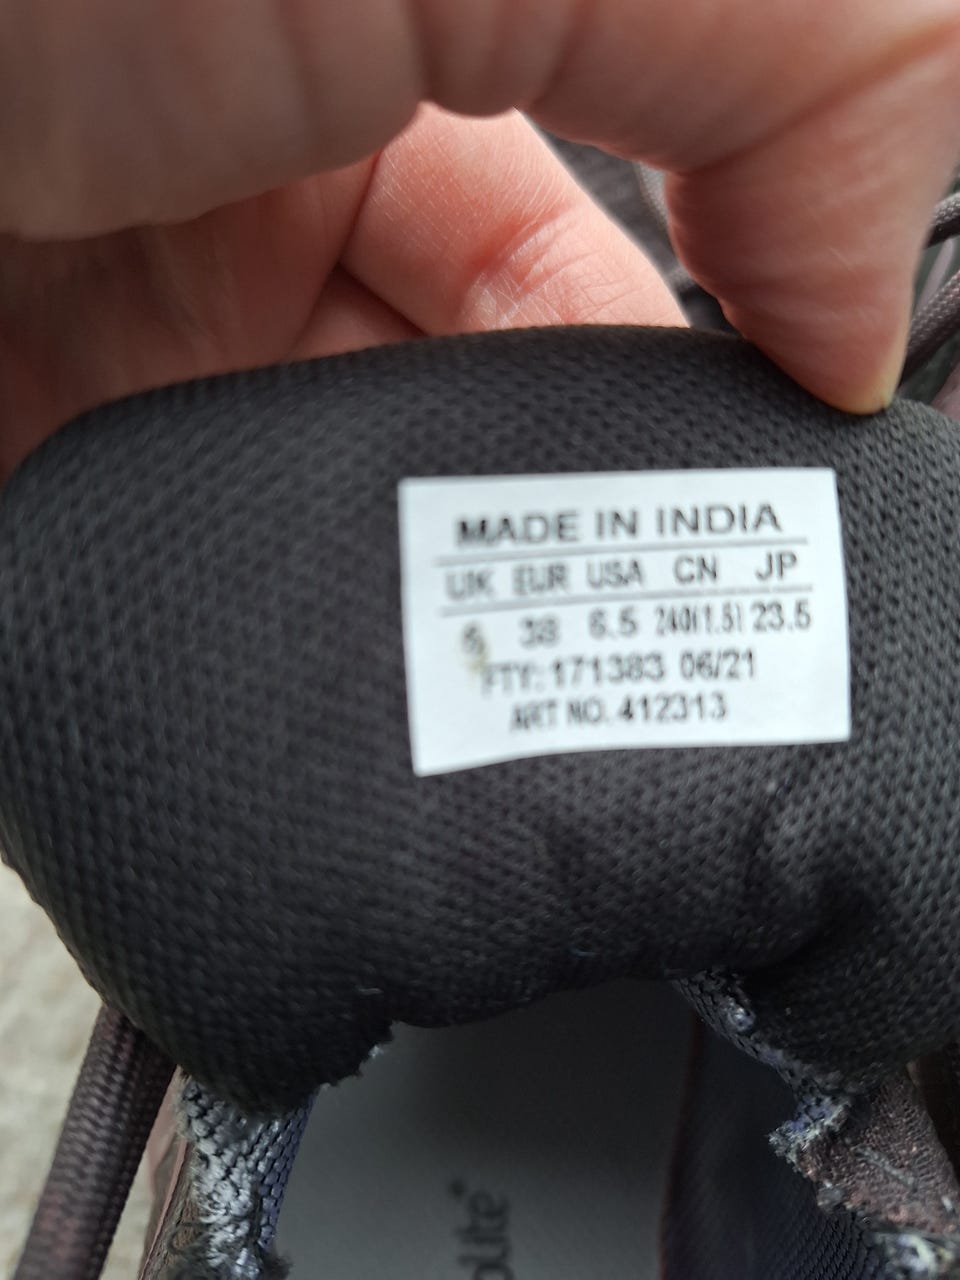 MADE IN INDIA
UK EUR USA CN JP
5 38 6.5 240(1.5) 23.5
FTY: 171383 06/21
ART NO. 412313